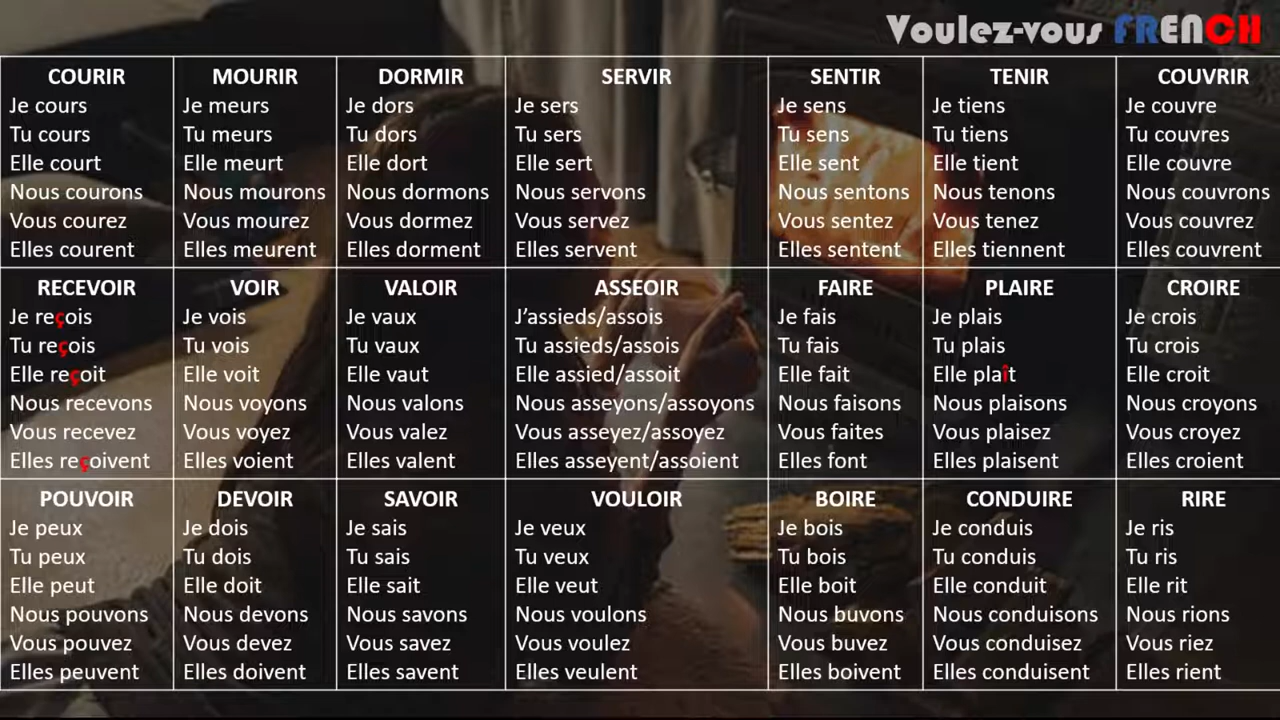 Voulez-vous FRENCH
COURIR
Je cours
Tu cours
Elle court
Nous courons
Vous courez
Elles courent
MOURIR
Je meurs
Tu meurs
Elle meurt
Nous mourons
Vous mourez
Elles meurent
DORMIR
Je dors
Tu dors
Elle dort
Nous dormons
Vous dormez
Elles dorment
SERVIR
Je sers
Tu sers
Elle sert
Nous servons
Vous servez
Elles servent
SENTIR
Je sens
Tu sens
Elle sent
Nous sentons
Vous sentez
Elles sentent
TENIR
Je tiens
Tu tiens
Elle tient
Nous tenons
Vous tenez
Elles tiennent
COUVRIR
Je couvre
Tu couvres
Elle couvre
Nous couvrons
Vous couvrez
Elles couvrent
RECEVOIR
Je reçois
Tu reçois
Elle reçoit
Nous recevons
Vous recevez
Elles reçoivent
VOIR
Je vois
Tu vois
Elle voit
Nous voyons
Vous voyez
Elles voient
VALOIR
Je vaux
Tu vaux
Elle vaut
Nous valons
Vous valez
Elles valent
ASSEOIR
J'assieds/assois
Tu assieds/assois
Elle assied/assoit
Nous asseyons/assoyons
Vous asseyez/assoyez
Elles asseyent/assoient
FAIRE
Je fais
Tu fais
Elle fait
Nous faisons
Vous faites
Elles font
PLAIRE
Je plais
Tu plais
Elle plaît
Nous plaisons
Vous plaisez
Elles plaisent
CROIRE
Je crois
Tu crois
Elle croit
Nous croyons
Vous croyez
Elles croient
POUVOIR
Je peux
Tu peux
Elle peut
Nous pouvons
Vous pouvez
Elles peuvent
DEVOIR
Je dois
Tu dois
Elle doit
Nous devons
Vous devez
Elles doivent
SAVOIR
Je sais
Tu sais
Elle sait
Nous savons
Vous savez
Elles savent
VOULOIR
Je veux
Tu veux
Elle veut
Nous voulons
Vous voulez
Elles veulent
BOIRE
Je bois
Tu bois
Elle boit
Nous buvons
Vous buvez
Elles boivent
CONDUIRE
Je conduis
Tu conduis
Elle conduit
Nous conduisons
Vous conduisez
Elles conduisent
RIRE
Je ris
Tu ris
Elle rit
Nous rions
Vous riez
Elles rient